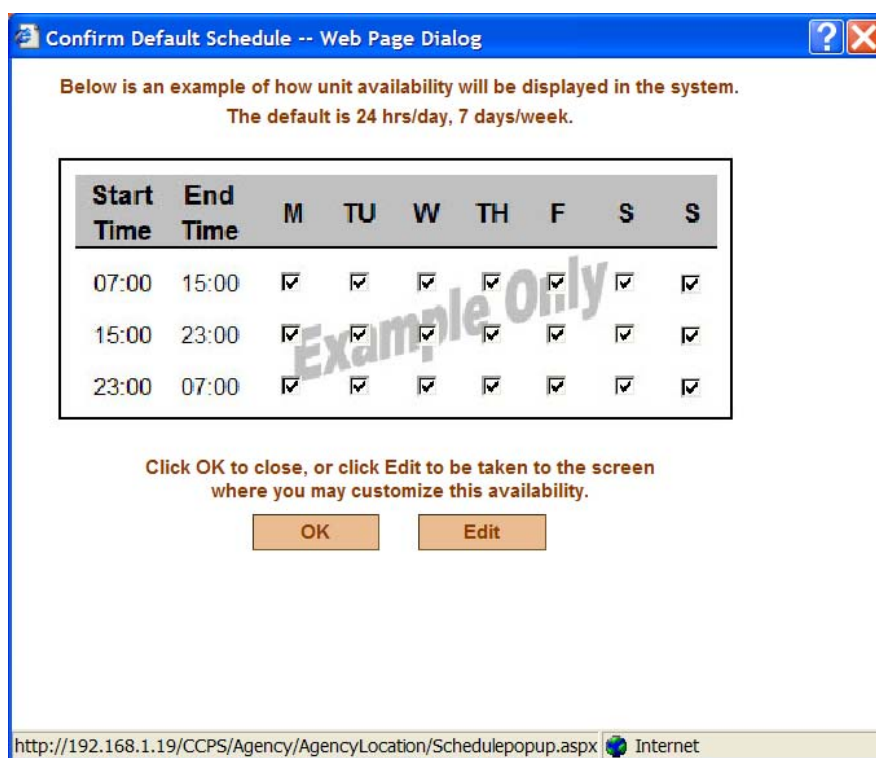 Confirm Default Schedule -- Web Page Dialog
Below is an example of how unit availability will be displayed in the system.
The default is 24 hrs/day, 7 days/week.
Start Time End Time M TU W TH F S S
07:00 15:00
15:00 23:00
23:00 07:00
Example Only
Click OK to close, or click Edit to be taken to the screen
where you may customize this availability.
OK Edit
http://192.168.1.19/CCPS/Agency/AgencyLocation/Schedulepopup.aspx Internet